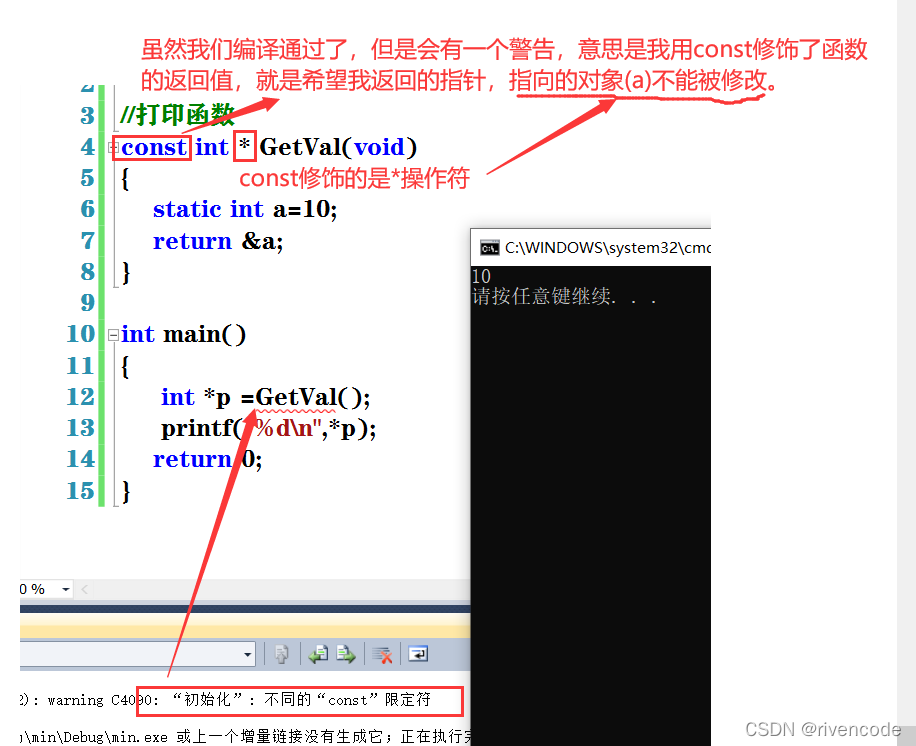 虽然我们编译通过了，但是会有一个警告，意思是我用const修饰了函数
的返回值，就是希望我返回的指针，指向的对象(a)不能被修改。
3 //打印函数
4 const int * GetVal(void)
const修饰的是*操作符
5 {
6 static int a=10;
7 return &a;
8 }
9
10 int main()
11 {
12 int *p =GetVal();
13 printf("%d\n",*p);
14 return 0;
15 }
C:\WINDOWS\system32\cmd
10
请按任意键继续. . .
0 %
2): warning C4090: “初始化”: 不同的“const”限定符
\min\Debug\min.exe 或上一个增量链接没有生成它；正在执行
CSDN @rivencode